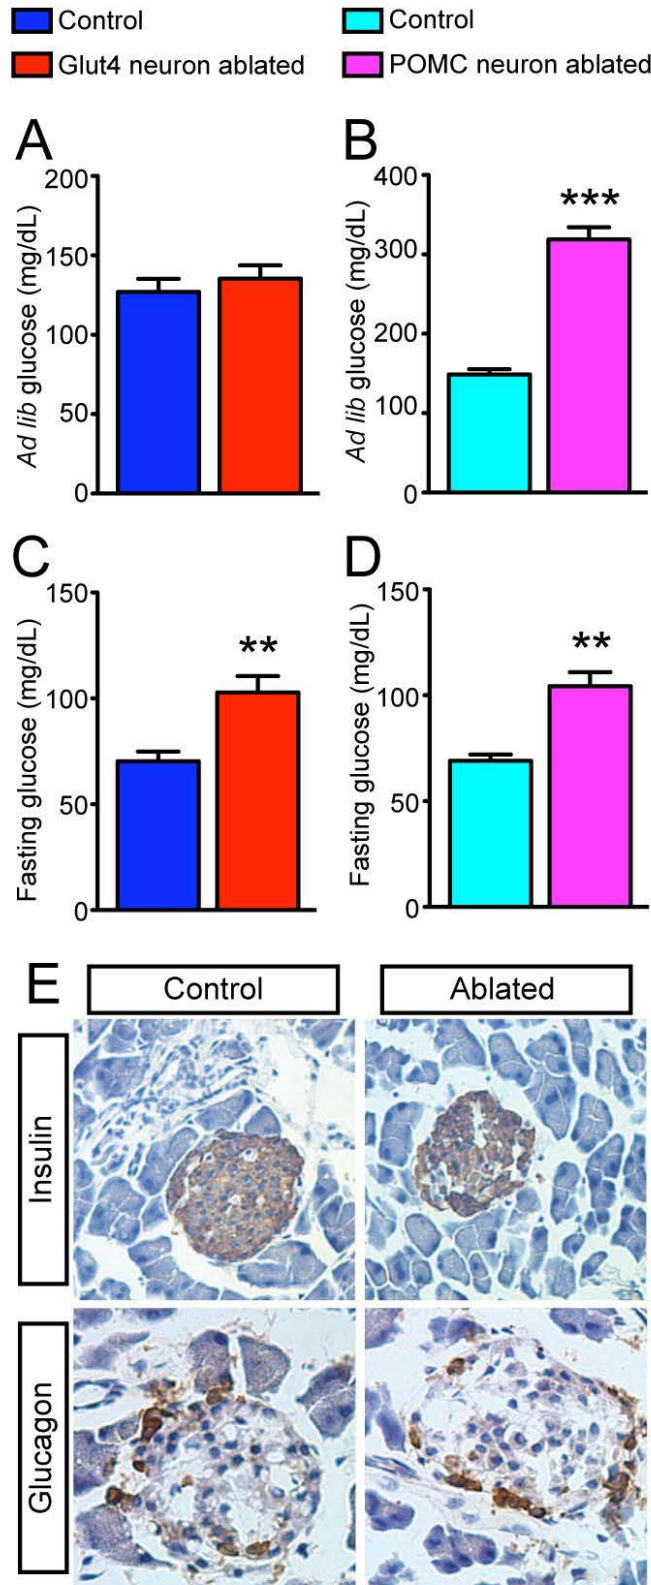 Control
Control
Glut4 neuron ablated
POMC neuron ablated
A
B
Ad lib glucose (mg/dL)
200
150
100
50
0
Ad lib glucose (mg/dL)
400
300
200
100
0
***
C
D
Fasting glucose (mg/dL)
150
100
50
0
**
Fasting glucose (mg/dL)
150
100
50
0
**
E
Control
Ablated
Insulin
Glucagon